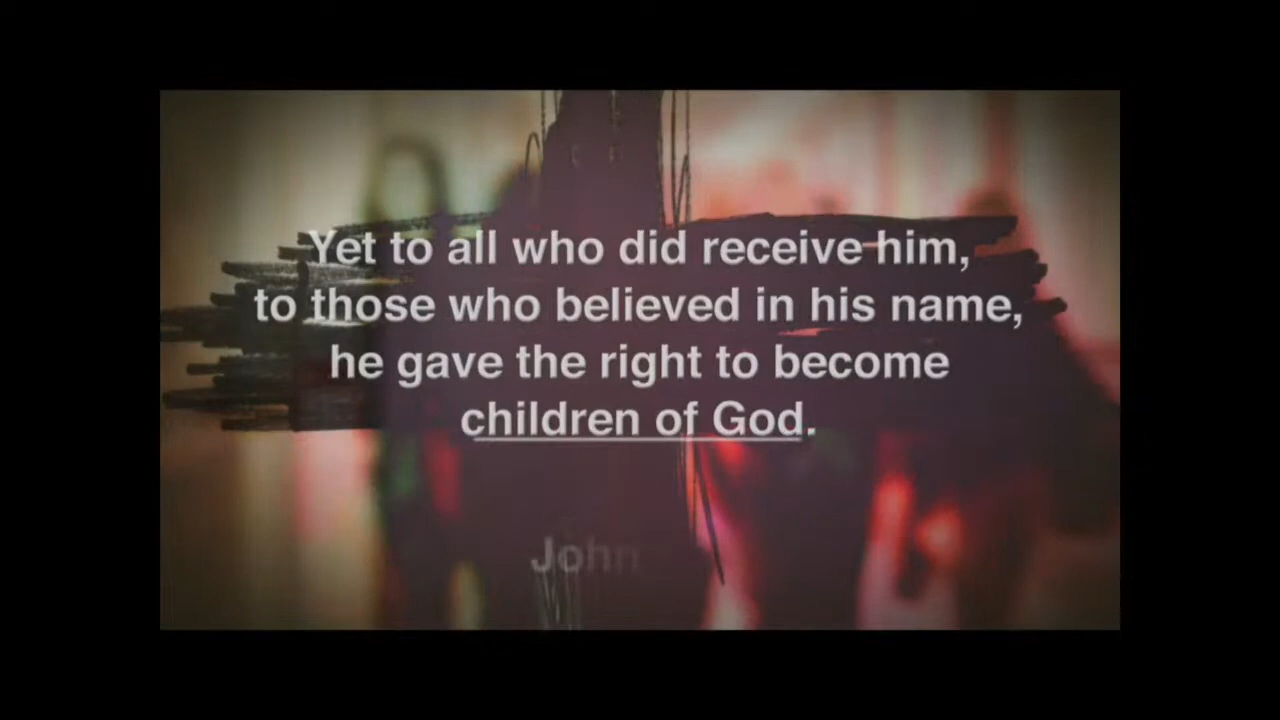 Yet to all who did receive him,
to those who believed in his name,
he gave the right to become
children of God.
John